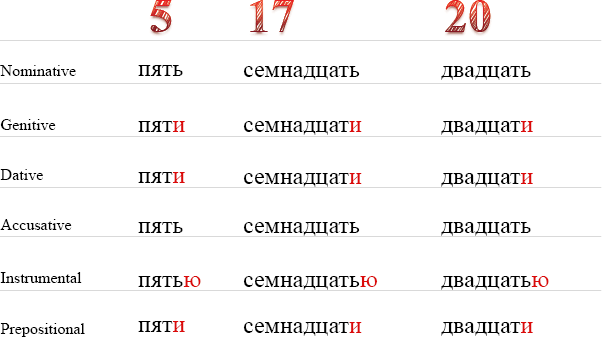 5 17 20
Nominative пять семнадцать двадцать
Genitive пяти семнадцати двадцати
Dative пяти семнадцати двадцати
Accusative пять семнадцать двадцать
Instrumental пятью семнадцатью двадцатью
Prepositional пяти семнадцати двадцати